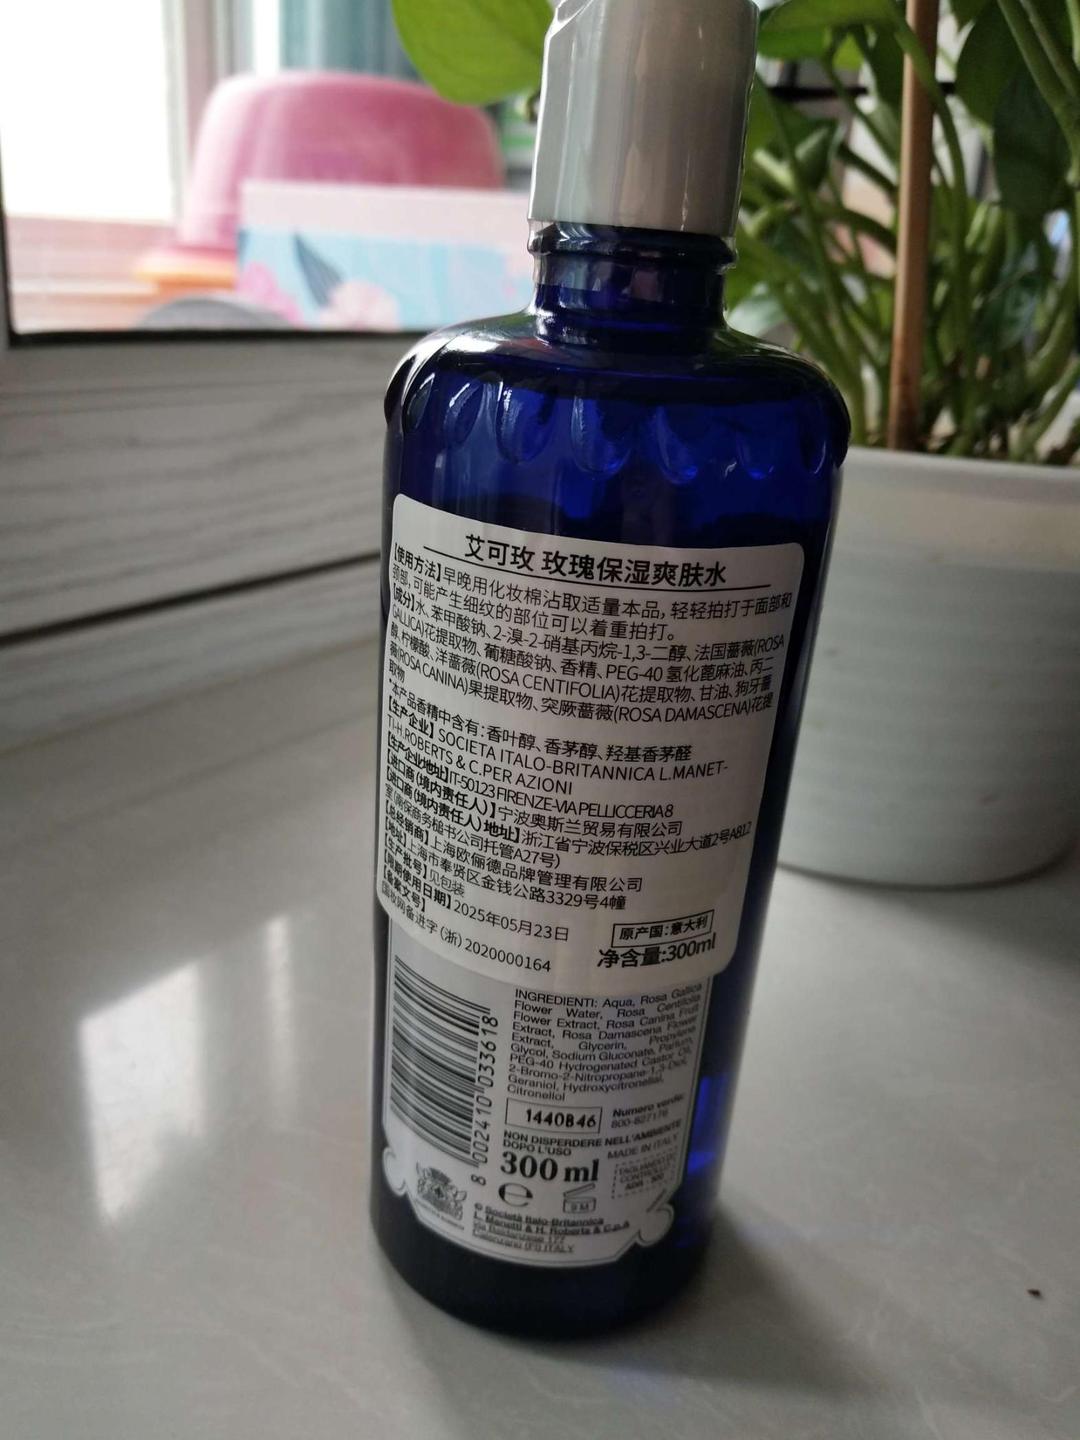 艾可玫 玫瑰保湿爽肤水
【使用方法】早晚用化妆棉沾取适量本品，轻轻拍打于面部和
颈部，可能产生细纹的部位可以着重拍打。
【成分】水、苯甲酸钠、2-溴-2-硝基丙烷-1,3-二醇、法国蔷薇(ROSA
GALLICA)花提取物、葡糖酸钠、香精、PEG-40 氢化蓖麻油、丙二
醇、柠檬酸、洋蔷薇(ROSA CENTIFOLIA)花提取物、甘油、狗牙蔷
薇(ROSA CANINA)果提取物、突厥蔷薇(ROSA DAMASCENA)花提
取物
*本产品香精中含有：香叶醇、香茅醇、羟基香茅醛
【生产企业】SOCIETA ITALO-BRITANNICA L.MANET-
TI-H.ROBERTS & C.PER AZIONI
【生产企业地址】IT-50123 FIRENZE-VIA PELLICCERIA 8
【进口商(境内责任人)】宁波奥斯兰贸易有限公司
【进口商(境内责任人)地址】浙江省宁波保税区兴业大道2号A812
室(甬保商务秘书公司托管A27号)
【总经销商】上海欧俪德品牌管理有限公司
【地址】上海市奉贤区金钱公路3329号4幢
【生产批号】见包装
【限期使用日期】2025年05月23日
【备案文号】
国妆网备进字（浙）2020000164
原产国：意大利
净含量:300ml
INGREDIENTI: Aqua, Rosa Gallica
Flower Water, Rosa Centifolia
Flower Extract, Rosa Canina Fruit
Extract, Rosa Damascena Flower
Extract, Glycerin, Propylene
Glycol, Sodium Gluconate, Parfum,
PEG-40 Hydrogenated Castor Oil,
2-Bromo-2-Nitropropane-1,3-Diol,
Geraniol, Hydroxycitronellal,
Citronellol
1440B46
Numero verde:
800-827176
NON DISPERDERE NELL'AMBIENTE
DOPO L'USO
MADE IN ITALY
300 ml
TAGLIANDO DI
CONTROLLO
℮
9 M
8 002410 033618
© Società Italo-Britannica
L. Manetti & H. Roberts & C.p.A
Via Baldanzese 177
Calenzano (FI) ITALY